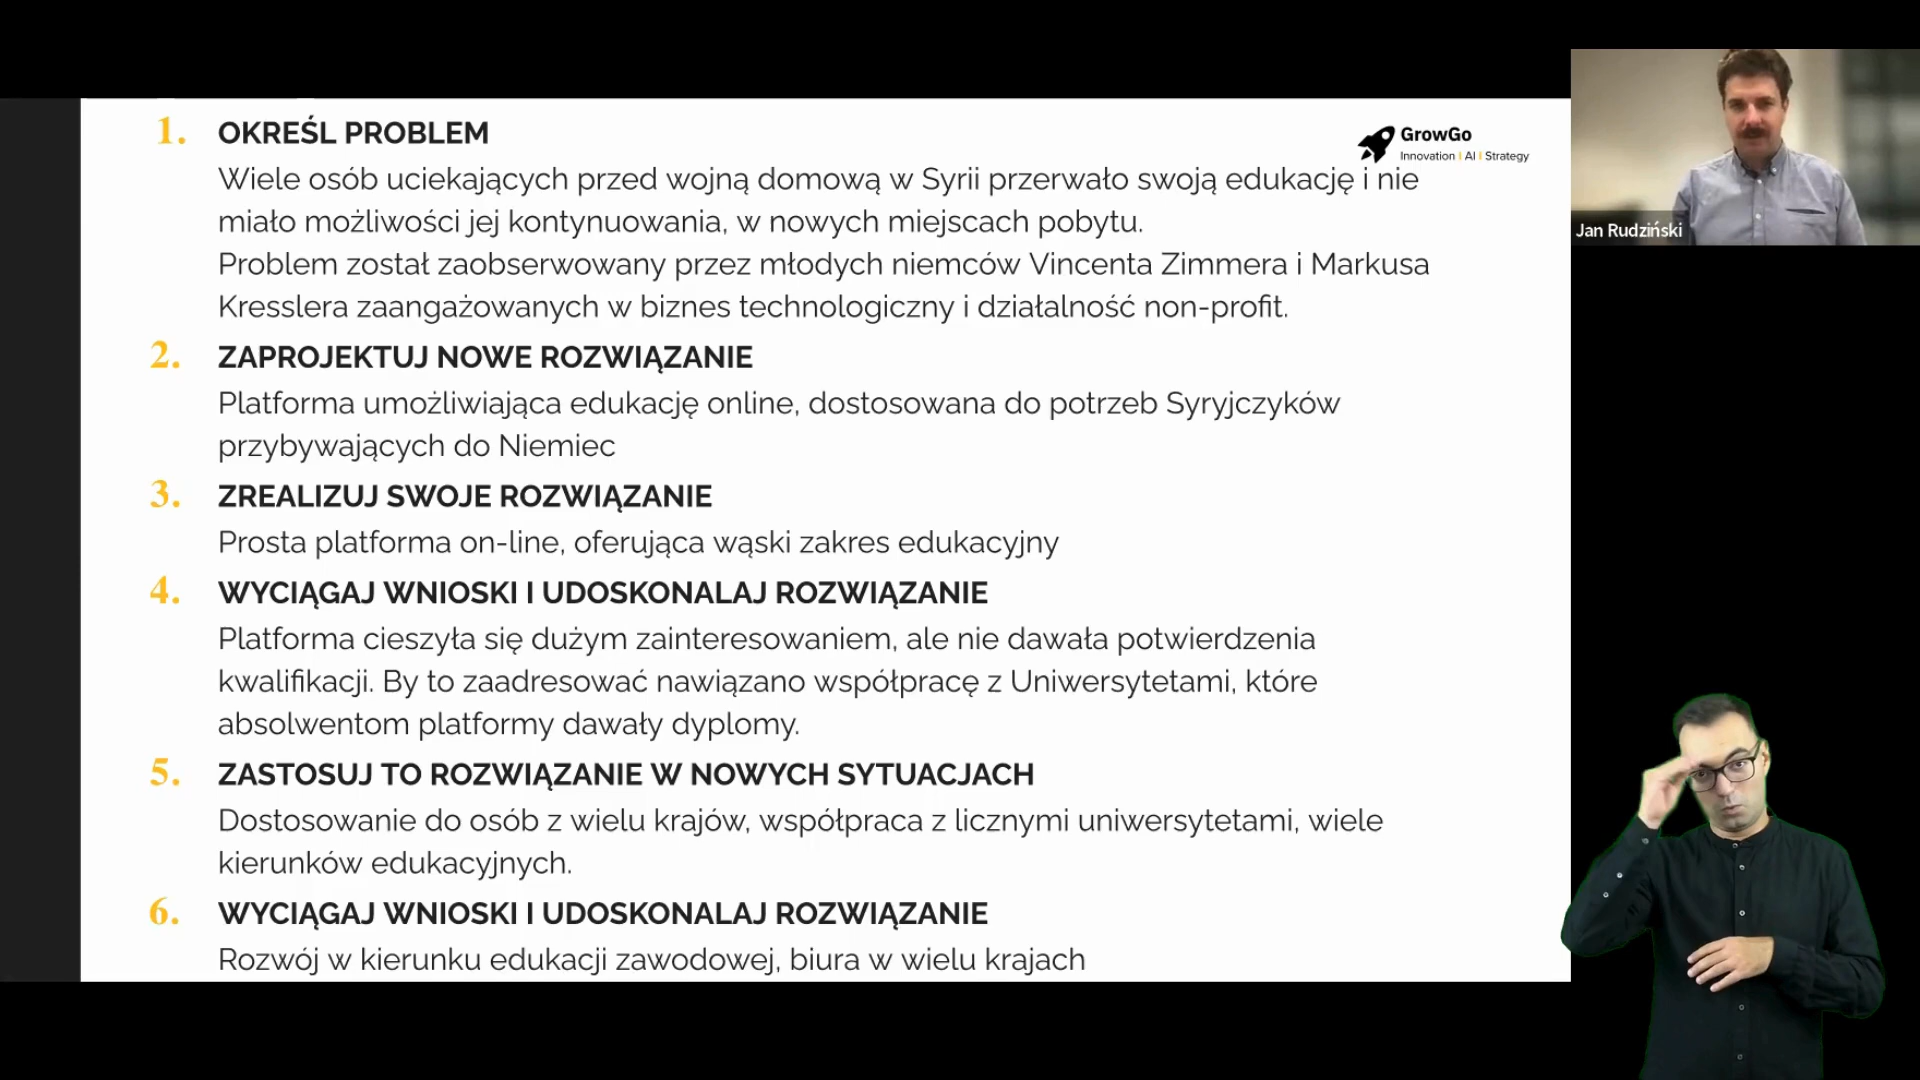 1. OKREŚL PROBLEM
Wiele osób uciekających przed wojną domową w Syrii przerwało swoją edukację i nie
miało możliwości jej kontynuowania, w nowych miejscach pobytu.
Problem został zaobserwowany przez młodych niemców Vincenta Zimmera i Markusa
Kresslera zaangażowanych w biznes technologiczny i działalność non-profit.
2. ZAPROJEKTUJ NOWE ROZWIĄZANIE
Platforma umożliwiająca edukację online, dostosowana do potrzeb Syryjczyków
przybywających do Niemiec
3. ZREALIZUJ SWOJE ROZWIĄZANIE
Prosta platforma on-line, oferująca wąski zakres edukacyjny
4. WYCIĄGAJ WNIOSKI I UDOSKONALAJ ROZWIĄZANIE
Platforma cieszyła się dużym zainteresowaniem, ale nie dawała potwierdzenia
kwalifikacji. By to zaadresować nawiązano współpracę z Uniwersytetami, które
absolwentom platformy dawały dyplomy.
5. ZASTOSUJ TO ROZWIĄZANIE W NOWYCH SYTUACJACH
Dostosowanie do osób z wielu krajów, współpraca z licznymi uniwersytetami, wiele
kierunków edukacyjnych.
6. WYCIĄGAJ WNIOSKI I UDOSKONALAJ ROZWIĄZANIE
Rozwój w kierunku edukacji zawodowej, biura w wielu krajach
GrowGo
Innovation | AI | Strategy
Jan Rudziński